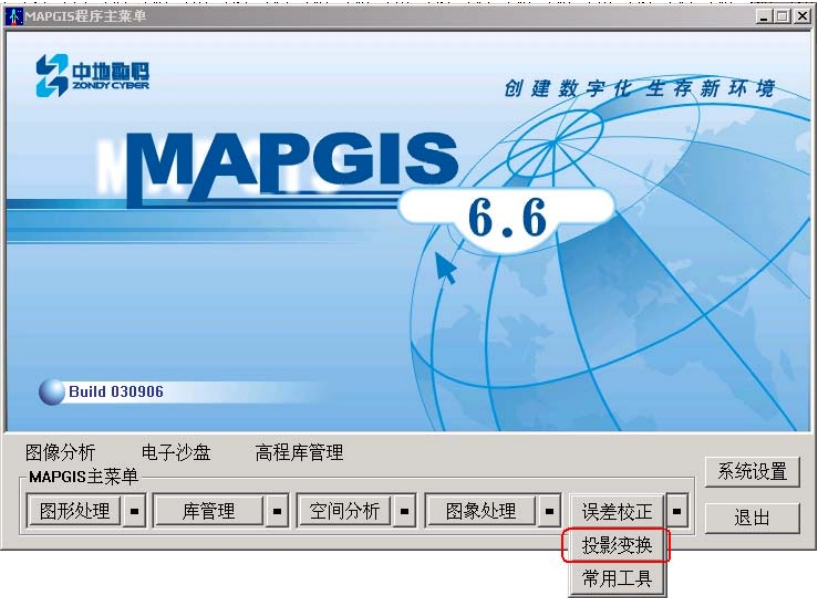 MAPGIS程序主菜单
中地数码
ZONDY CYBER
创建数字化生存新环境
MAPGIS
6.6
Build 030906
图像分析 电子沙盘 高程库管理
MAPGIS主菜单
系统设置
图形处理 库管理 空间分析 图象处理 误差校正
退出
投影变换
常用工具